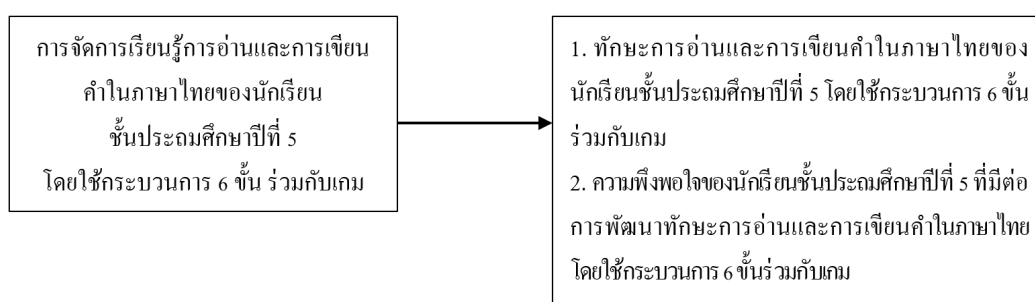 การจัดการเรียนรู้การอ่านและการเขียน
คำในภาษาไทยของนักเรียน
ชั้นประถมศึกษาปีที่ 5
โดยใช้กระบวนการ 6 ขั้น ร่วมกับเกม
1. ทักษะการอ่านและการเขียนคำในภาษาไทยของ
นักเรียนชั้นประถมศึกษาปีที่ 5 โดยใช้กระบวนการ 6 ขั้น
ร่วมกับเกม
2. ความพึงพอใจของนักเรียนชั้นประถมศึกษาปีที่ 5 ที่มีต่อ
การพัฒนาทักษะการอ่านและการเขียนคำในภาษาไทย
โดยใช้กระบวนการ 6 ขั้นร่วมกับเกม